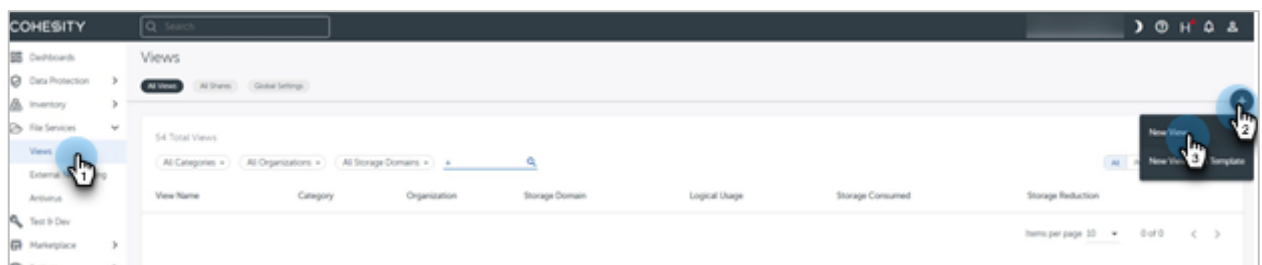 COHESITY
Search
Dashboards
Data Protection
Inventory
File Services
Views
External
Antivirus
Test & Dev
Marketplace
Views
All Views All Shares Global Settings
54 Total Views
All Categories All Organizations All Storage Domains
View Name Category Organization Storage Domain Logical Usage Storage Consumed Storage Reduction
Items per page 10 0 of 0
All
New View
New View Template
1
2
3